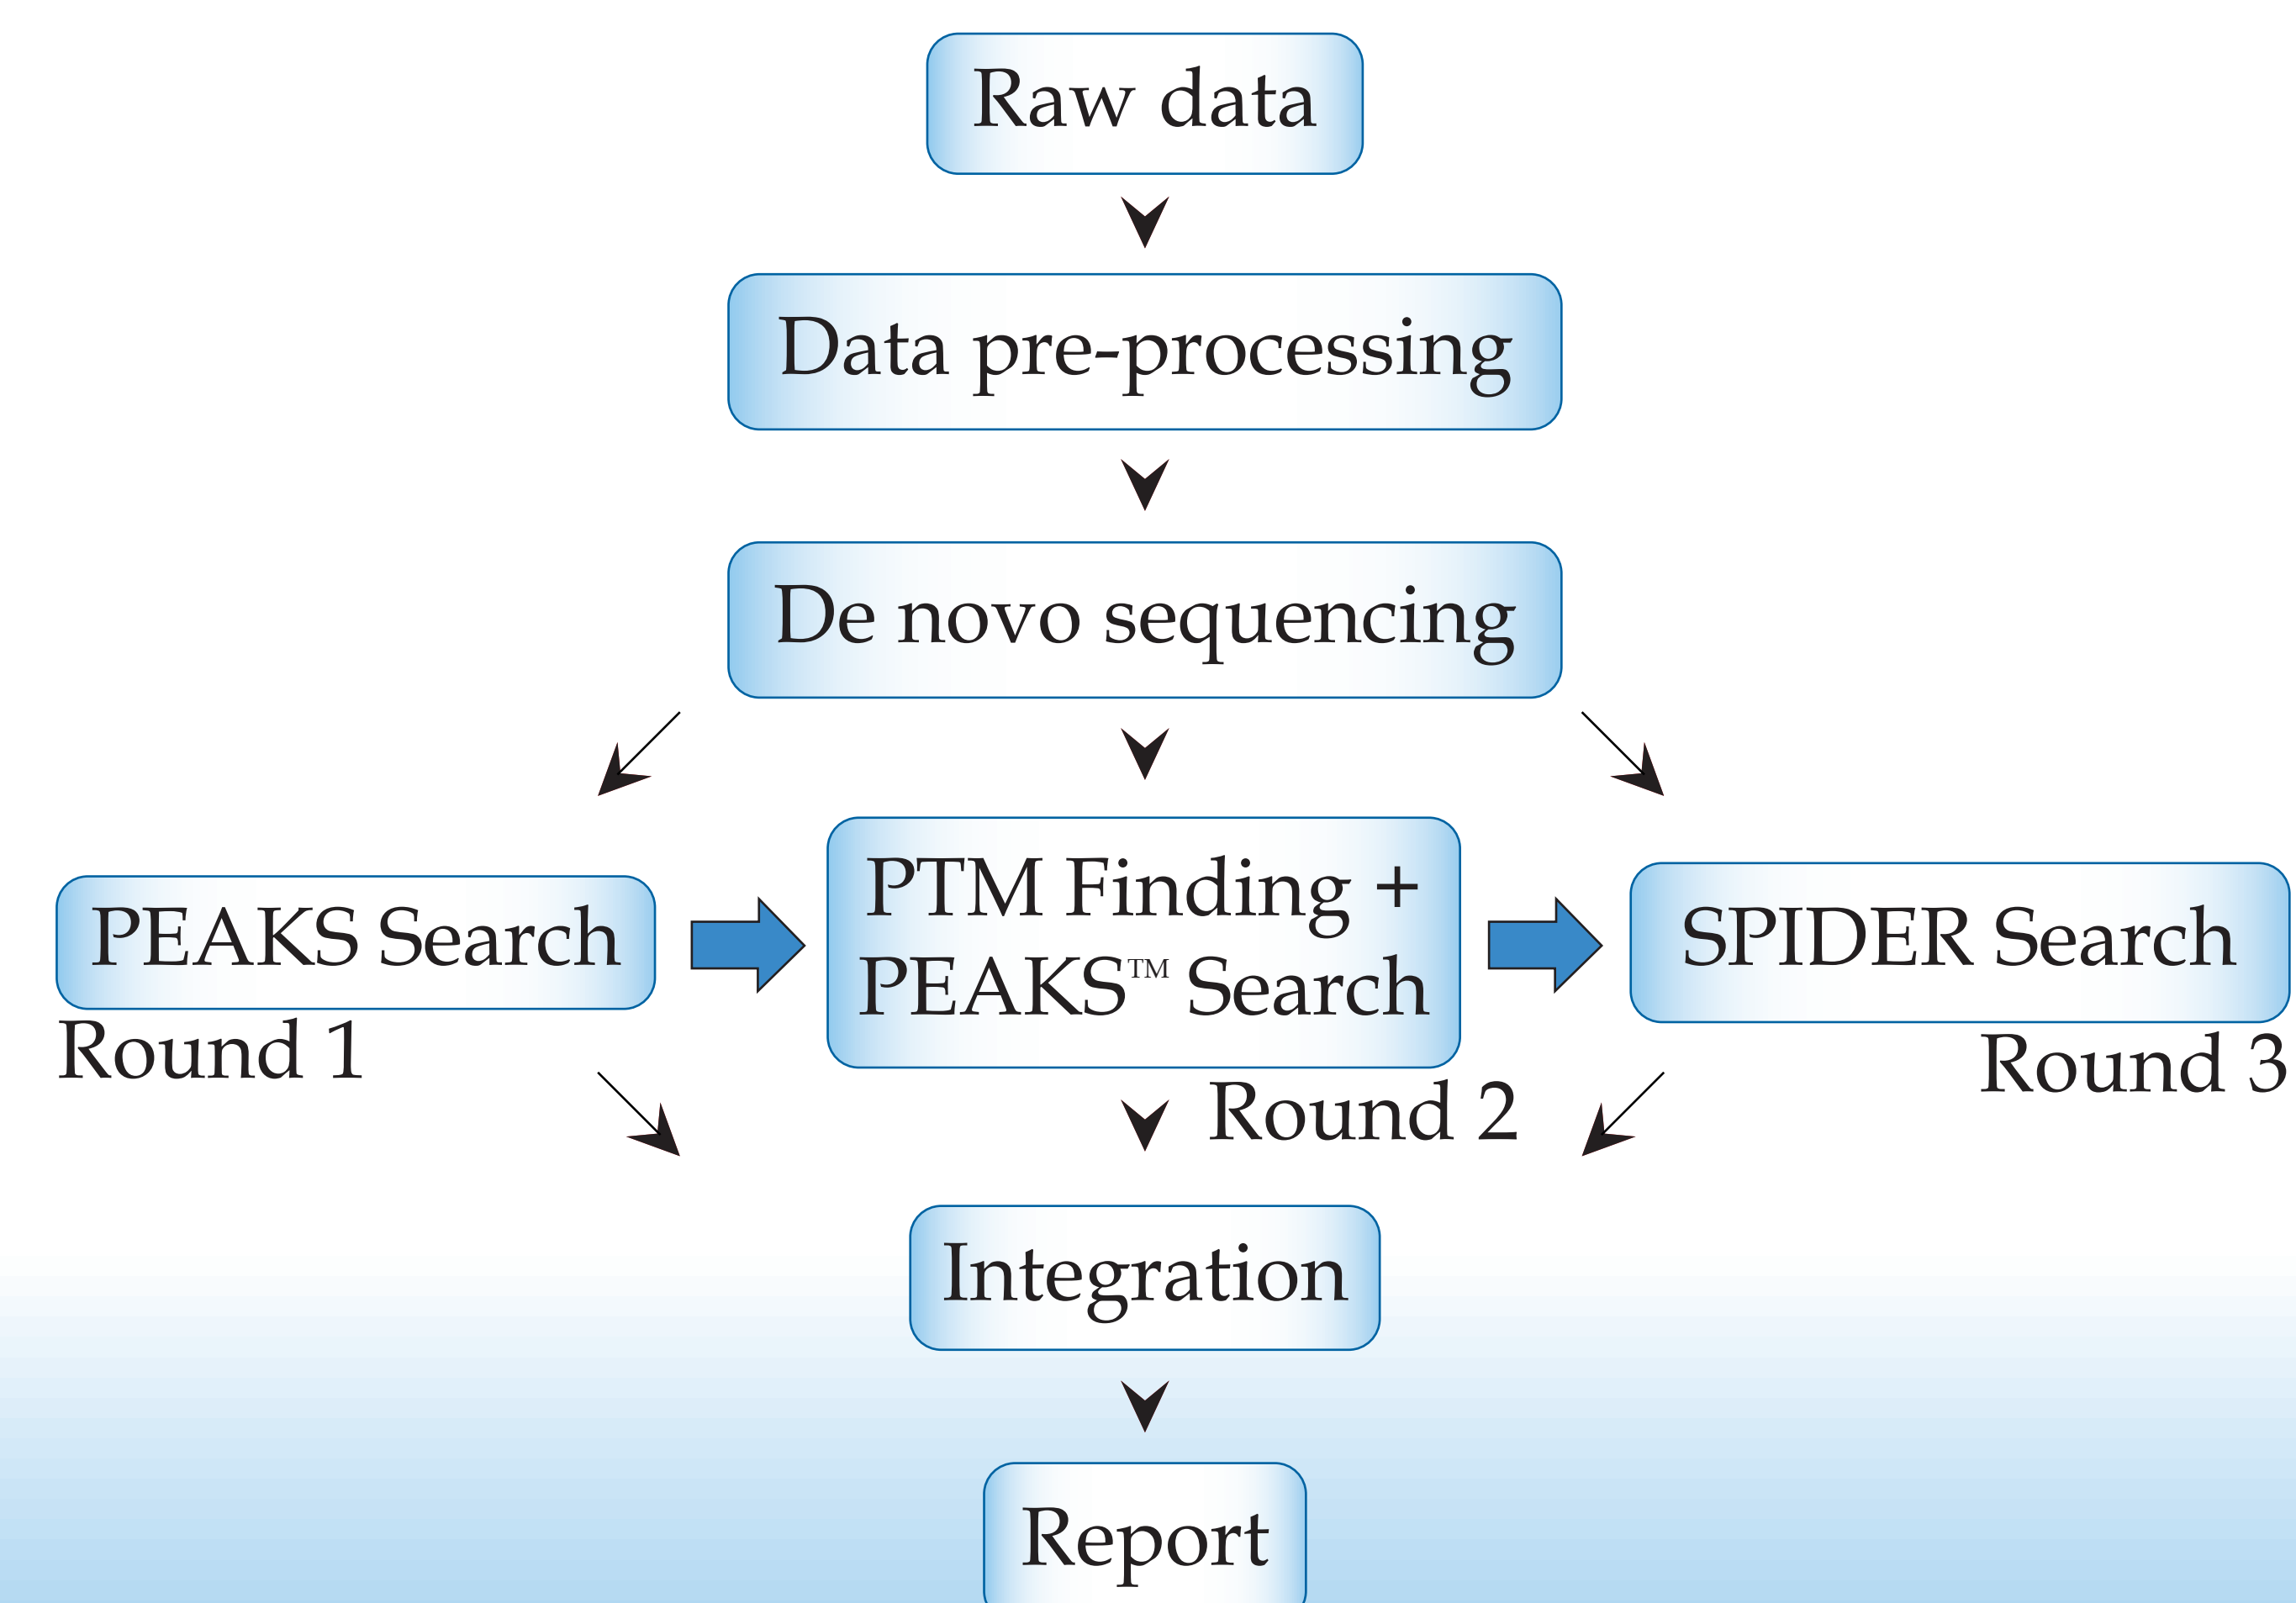 Raw data
Data pre-processing
De novo sequencing
PEAKS Search
Round 1
PTM Finding +
PEAKS™ Search
Round 2
SPIDER Search
Round 3
Integration
Report